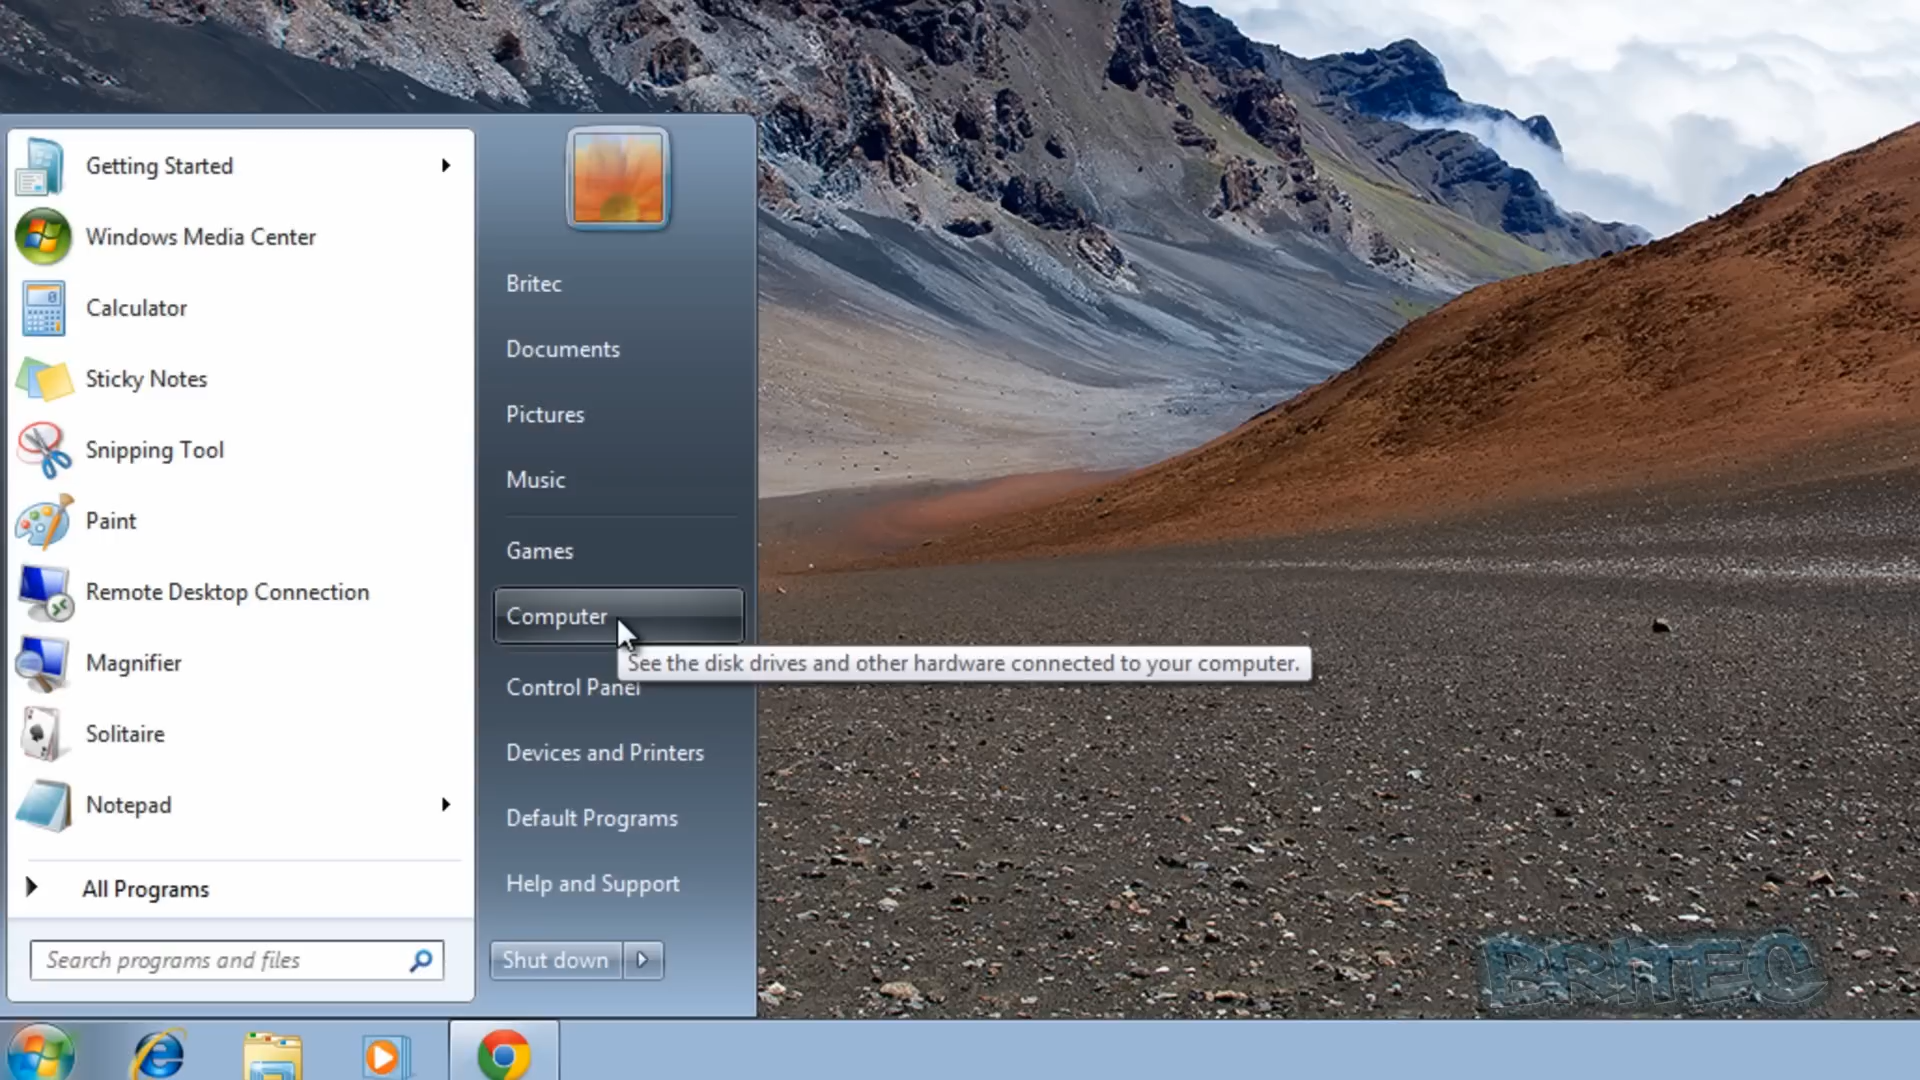 Getting Started
Windows Media Center
Calculator
Sticky Notes
Snipping Tool
Paint
Remote Desktop Connection
Magnifier
Solitaire
Notepad
All Programs
Search programs and files
Britec
Documents
Pictures
Music
Games
Computer
See the disk drives and other hardware connected to your computer.
Control Panel
Devices and Printers
Default Programs
Help and Support
Shut down
BRITEC